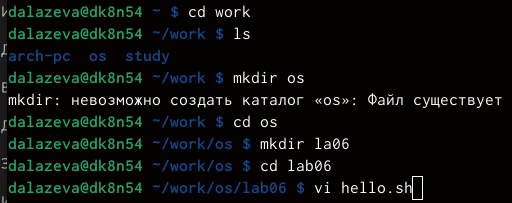 dalazeva@dk8n54 ~ $ cd work
dalazeva@dk8n54 ~/work $ ls
arch-pc os study
dalazeva@dk8n54 ~/work $ mkdir os
mkdir: невозможно создать каталог «os»: Файл существует
dalazeva@dk8n54 ~/work $ cd os
dalazeva@dk8n54 ~/work/os $ mkdir la06
dalazeva@dk8n54 ~/work/os $ cd lab06
dalazeva@dk8n54 ~/work/os/lab06 $ vi hello.sh